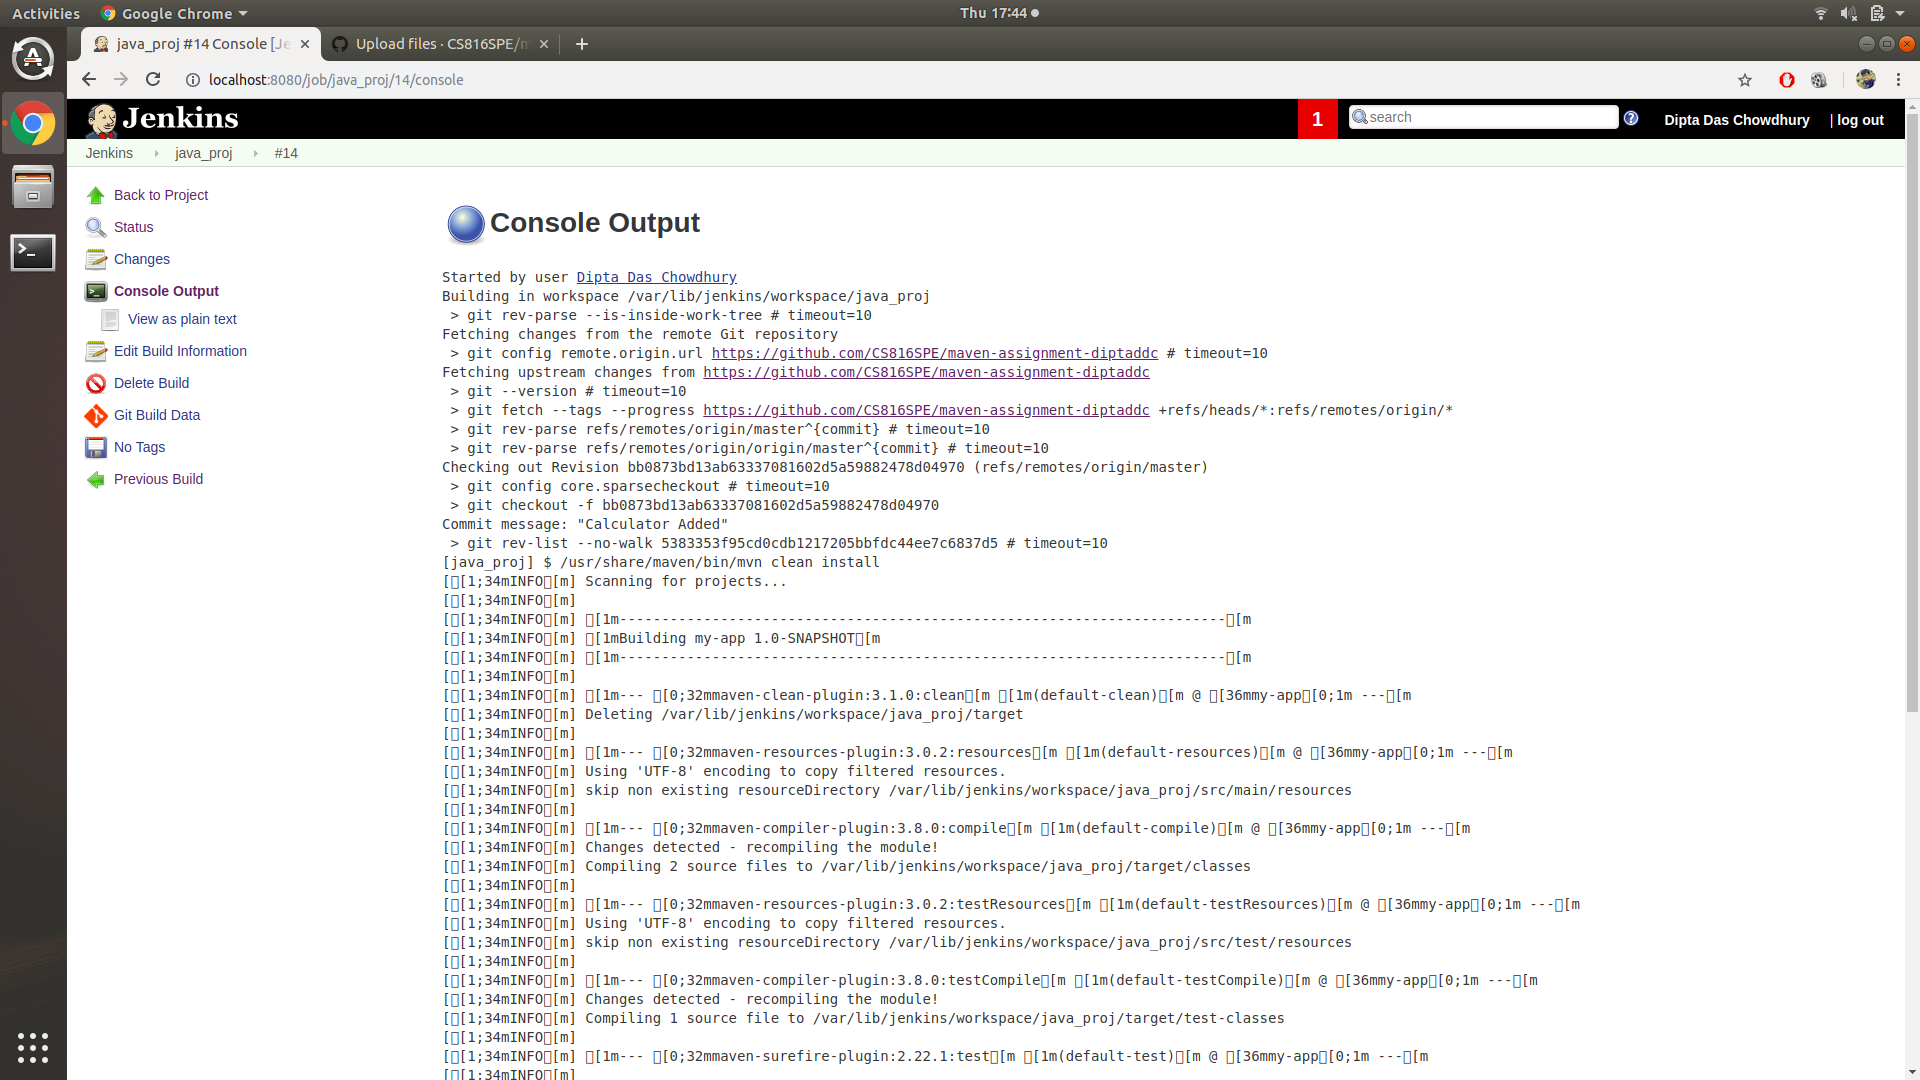 Activities Google Chrome Thu 17:44
java_proj #14 Console [Je Upload files · CS816SPE/m
localhost:8080/job/java_proj/14/console
Jenkins 1 search Dipta Das Chowdhury | log out
Jenkins java_proj #14
Back to Project
Status
Changes
Console Output
View as plain text
Edit Build Information
Delete Build
Git Build Data
No Tags
Previous Build
Console Output
Started by user Dipta Das Chowdhury
Building in workspace /var/lib/jenkins/workspace/java_proj
> git rev-parse --is-inside-work-tree # timeout=10
Fetching changes from the remote Git repository
> git config remote.origin.url https://github.com/CS816SPE/maven-assignment-diptaddc # timeout=10
Fetching upstream changes from https://github.com/CS816SPE/maven-assignment-diptaddc
> git --version # timeout=10
> git fetch --tags --progress https://github.com/CS816SPE/maven-assignment-diptaddc +refs/heads/*:refs/remotes/origin/*
> git rev-parse refs/remotes/origin/master^{commit} # timeout=10
> git rev-parse refs/remotes/origin/origin/master^{commit} # timeout=10
Checking out Revision bb0873bd13ab63337081602d5a59882478d04970 (refs/remotes/origin/master)
> git config core.sparsecheckout # timeout=10
> git checkout -f bb0873bd13ab63337081602d5a59882478d04970
Commit message: "Calculator Added"
> git rev-list --no-walk 5383353f95cd0cdb1217205bbfdc44ee7c6837d5 # timeout=10
[java_proj] $ /usr/share/maven/bin/mvn clean install
[▯[1;34mINFO▯[m] Scanning for projects...
[▯[1;34mINFO▯[m]
[▯[1;34mINFO▯[m] ▯[1m------------------------------------------------------------------------▯[m
[▯[1;34mINFO▯[m] ▯[1mBuilding my-app 1.0-SNAPSHOT▯[m
[▯[1;34mINFO▯[m] ▯[1m------------------------------------------------------------------------▯[m
[▯[1;34mINFO▯[m]
[▯[1;34mINFO▯[m] ▯[1m--- ▯[0;32mmaven-clean-plugin:3.1.0:clean▯[m ▯[1m(default-clean)▯[m @ ▯[36mmy-app▯[0;1m ---▯[m
[▯[1;34mINFO▯[m] Deleting /var/lib/jenkins/workspace/java_proj/target
[▯[1;34mINFO▯[m]
[▯[1;34mINFO▯[m] ▯[1m--- ▯[0;32mmaven-resources-plugin:3.0.2:resources▯[m ▯[1m(default-resources)▯[m @ ▯[36mmy-app▯[0;1m ---▯[m
[▯[1;34mINFO▯[m] Using 'UTF-8' encoding to copy filtered resources.
[▯[1;34mINFO▯[m] skip non existing resourceDirectory /var/lib/jenkins/workspace/java_proj/src/main/resources
[▯[1;34mINFO▯[m]
[▯[1;34mINFO▯[m] ▯[1m--- ▯[0;32mmaven-compiler-plugin:3.8.0:compile▯[m ▯[1m(default-compile)▯[m @ ▯[36mmy-app▯[0;1m ---▯[m
[▯[1;34mINFO▯[m] Changes detected - recompiling the module!
[▯[1;34mINFO▯[m] Compiling 2 source files to /var/lib/jenkins/workspace/java_proj/target/classes
[▯[1;34mINFO▯[m]
[▯[1;34mINFO▯[m] ▯[1m--- ▯[0;32mmaven-resources-plugin:3.0.2:testResources▯[m ▯[1m(default-testResources)▯[m @ ▯[36mmy-app▯[0;1m ---▯[m
[▯[1;34mINFO▯[m] Using 'UTF-8' encoding to copy filtered resources.
[▯[1;34mINFO▯[m] skip non existing resourceDirectory /var/lib/jenkins/workspace/java_proj/src/test/resources
[▯[1;34mINFO▯[m]
[▯[1;34mINFO▯[m] ▯[1m--- ▯[0;32mmaven-compiler-plugin:3.8.0:testCompile▯[m ▯[1m(default-testCompile)▯[m @ ▯[36mmy-app▯[0;1m ---▯[m
[▯[1;34mINFO▯[m] Changes detected - recompiling the module!
[▯[1;34mINFO▯[m] Compiling 1 source file to /var/lib/jenkins/workspace/java_proj/target/test-classes
[▯[1;34mINFO▯[m]
[▯[1;34mINFO▯[m] ▯[1m--- ▯[0;32mmaven-surefire-plugin:2.22.1:test▯[m ▯[1m(default-test)▯[m @ ▯[36mmy-app▯[0;1m ---▯[m
[▯[1;34mINFO▯[m]